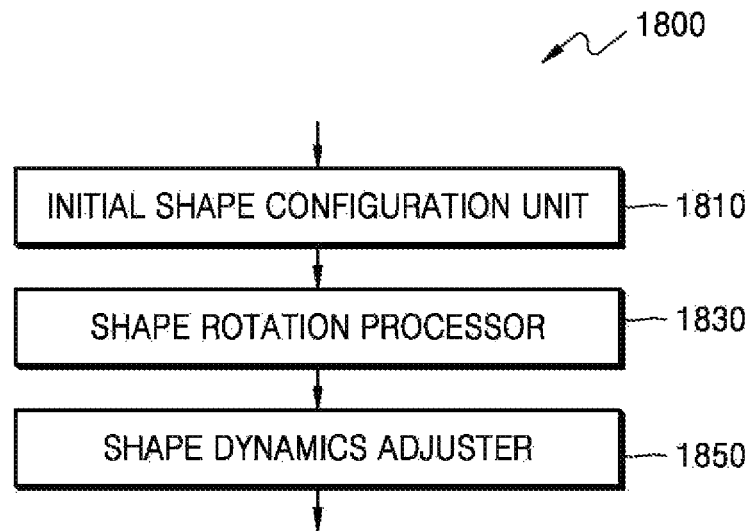 1800
INITIAL SHAPE CONFIGURATION UNIT
1810
SHAPE ROTATION PROCESSOR
1830
SHAPE DYNAMICS ADJUSTER
1850